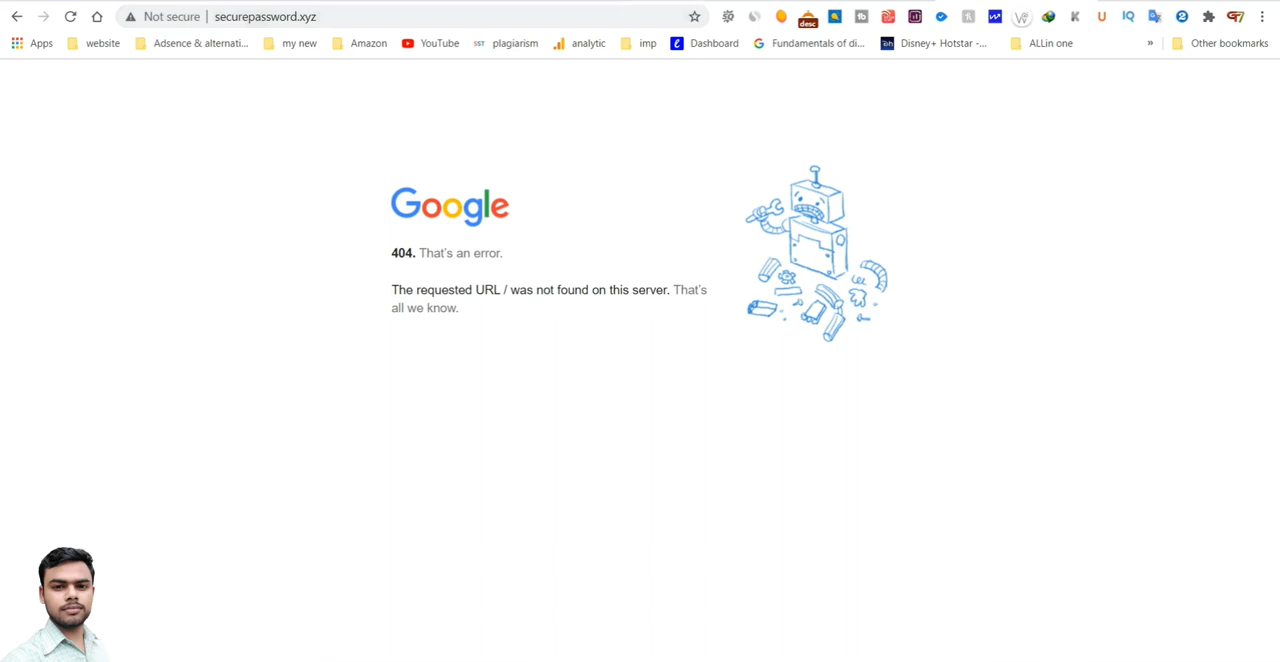 Not secure | securepassword.xyz
desc
Apps website Adsence & alternati... my new Amazon YouTube SST plagiarism analytic imp Dashboard Fundamentals of di... Disney+ Hotstar -... ALLin one » Other bookmarks
Google
404. That's an error.
The requested URL / was not found on this server. That's
all we know.